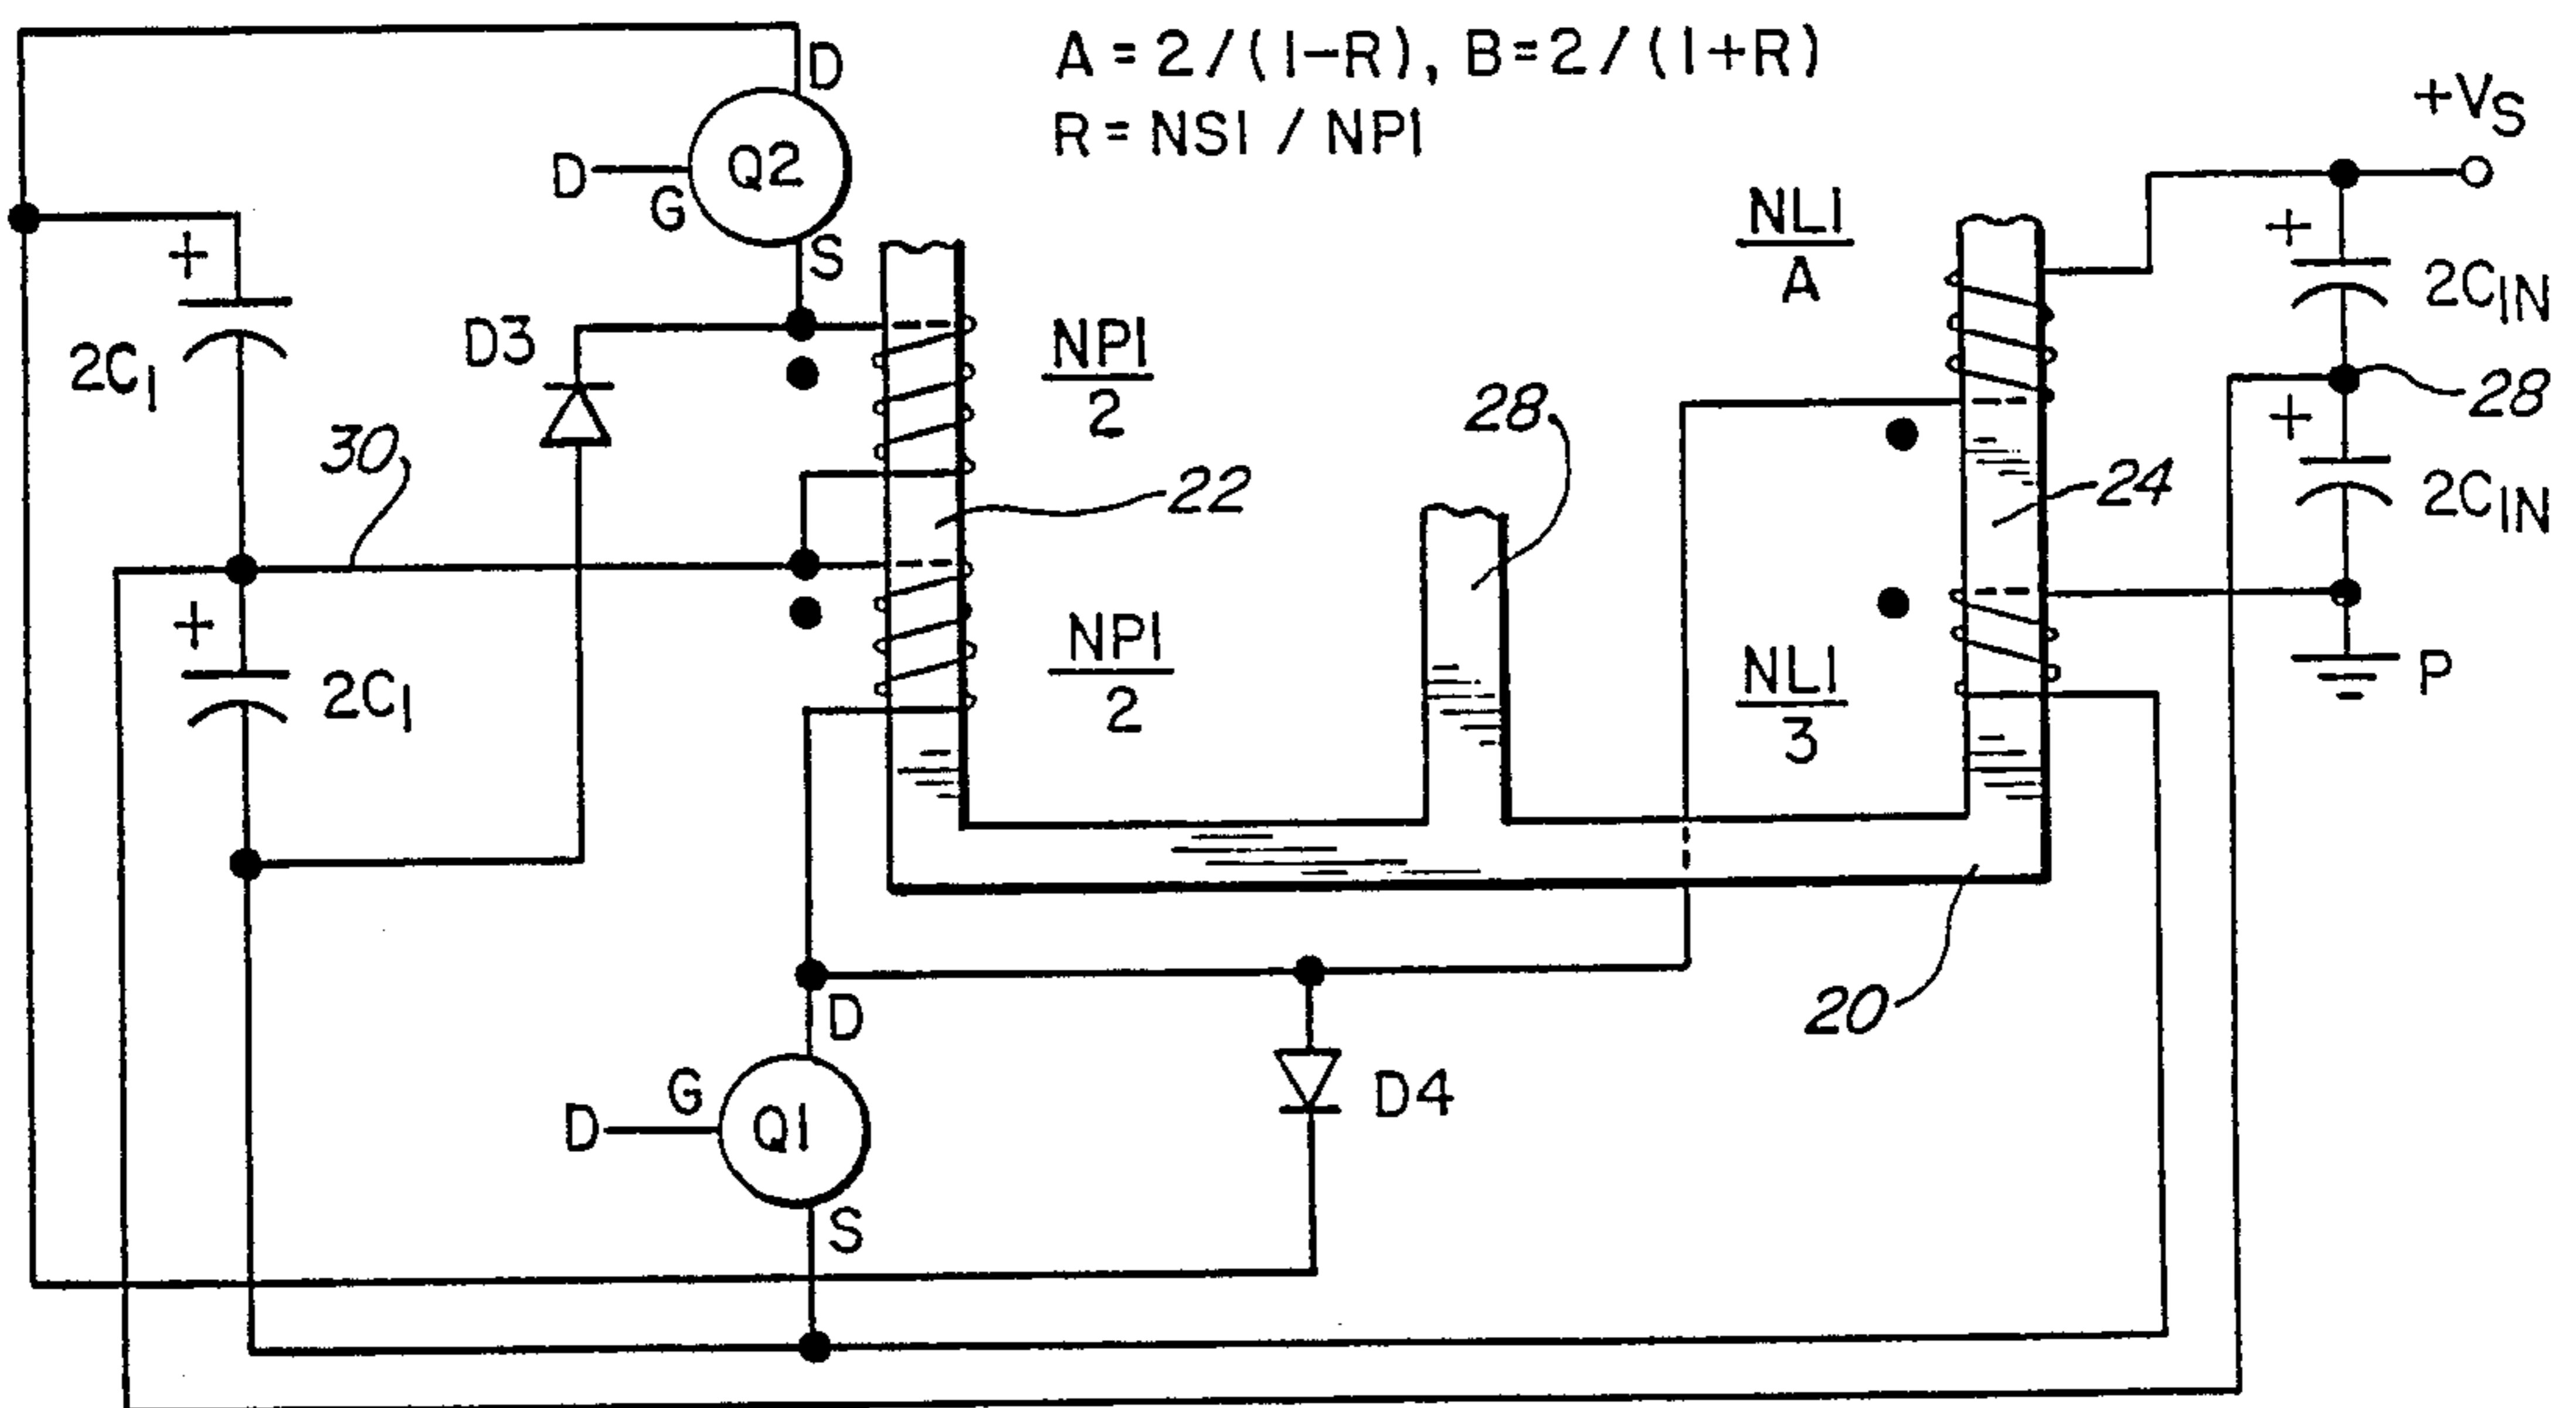 A = 2 / (1-R), B = 2 / (1+R)
R = NS1 / NP1
D
Q2
D
G
S
+VS
+
2CIN
28
+
2CIN
P
NL1
A
24
NL1
3
20
28
NP1
2
22
NP1
2
D3
+
2C1
30
+
2C1
D
G
D
Q1
S
D4